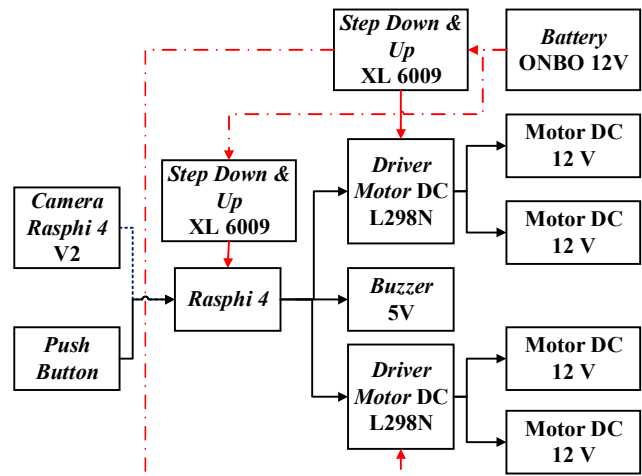 Step Down &
Up
XL 6009
Battery
ONBO 12V
Motor DC
12 V
Step Down &
Up
XL 6009
Driver
Motor DC
L298N
Camera
Rasphi 4
V2
Motor DC
12 V
Rasphi 4
Buzzer
5V
Push
Button
Driver
Motor DC
L298N
Motor DC
12 V
Motor DC
12 V